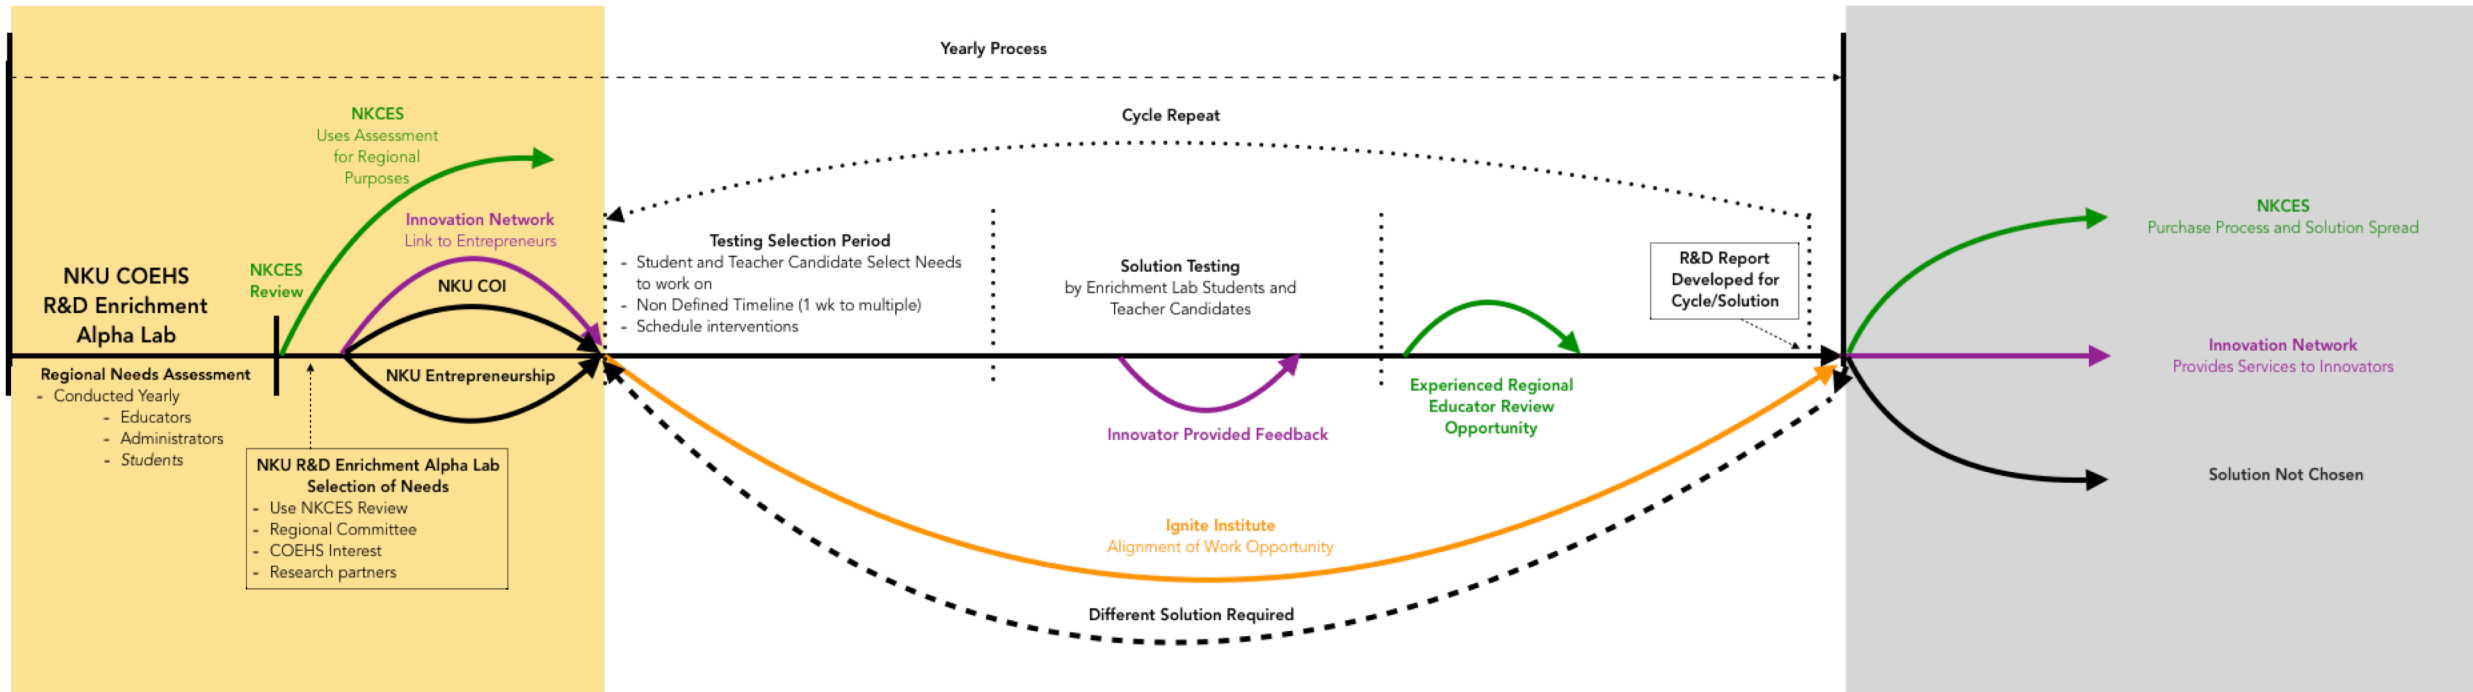 Yearly Process
Cycle Repeat
NKCES
Uses Assessment
for Regional
Purposes
Innovation Network
Link to Entrepreneurs
NKCES
Review
NKU COI
NKU COEHS
R&D Enrichment
Alpha Lab
NKU Entrepreneurship
Regional Needs Assessment
- Conducted Yearly
- Educators
- Administrators
- Students
NKU R&D Enrichment Alpha Lab
Selection of Needs
- Use NKCES Review
- Regional Committee
- COEHS Interest
- Research partners
Testing Selection Period
- Student and Teacher Candidate Select Needs
to work on
- Non Defined Timeline (1 wk to multiple)
- Schedule interventions
Solution Testing
by Enrichment Lab Students and
Teacher Candidates
Innovator Provided Feedback
Experienced Regional
Educator Review
Opportunity
R&D Report
Developed for
Cycle/Solution
Ignite Institute
Alignment of Work Opportunity
Different Solution Required
NKCES
Purchase Process and Solution Spread
Innovation Network
Provides Services to Innovators
Solution Not Chosen